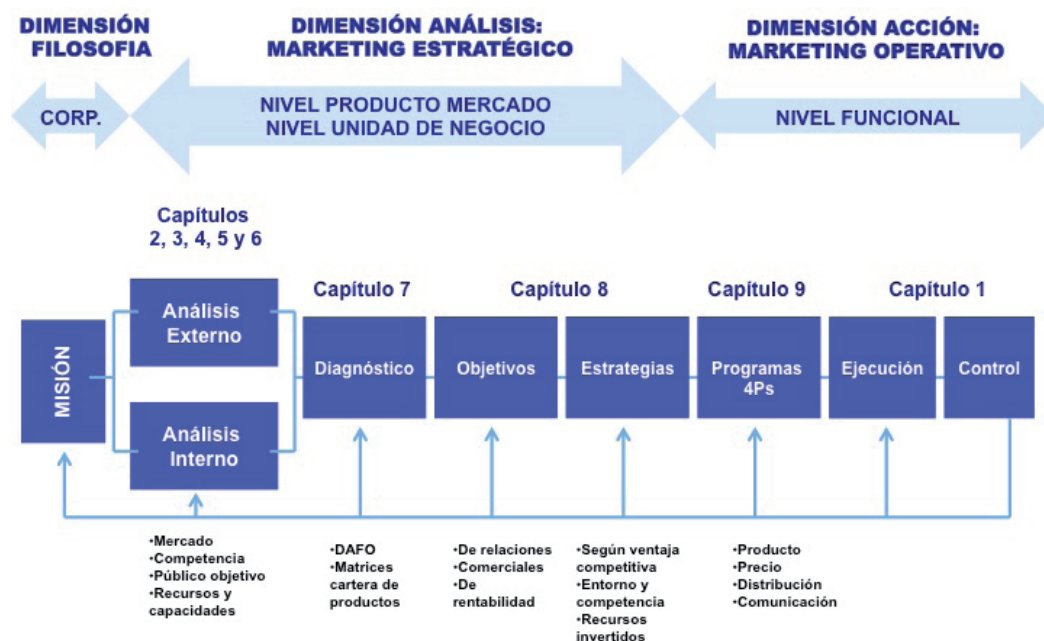 DIMENSIÓN
FILOSOFIA
DIMENSIÓN ANÁLISIS:
MARKETING ESTRATÉGICO
DIMENSIÓN ACCIÓN:
MARKETING OPERATIVO
CORP.
NIVEL PRODUCTO MERCADO
NIVEL UNIDAD DE NEGOCIO
NIVEL FUNCIONAL
Capítulos
2, 3, 4, 5 y 6
Capítulo 7
Capítulo 8
Capítulo 9
Capítulo 1
MISIÓN
Análisis
Externo
Análisis
Interno
Diagnóstico
Objetivos
Estrategias
Programas
4Ps
Ejecución
Control
•Mercado
•Competencia
•Público objetivo
•Recursos y
capacidades
•DAFO
•Matrices
cartera de
productos
•De relaciones
•Comerciales
•De
rentabilidad
•Según ventaja
competitiva
•Entorno y
competencia
•Recursos
invertidos
•Producto
•Precio
•Distribución
•Comunicación